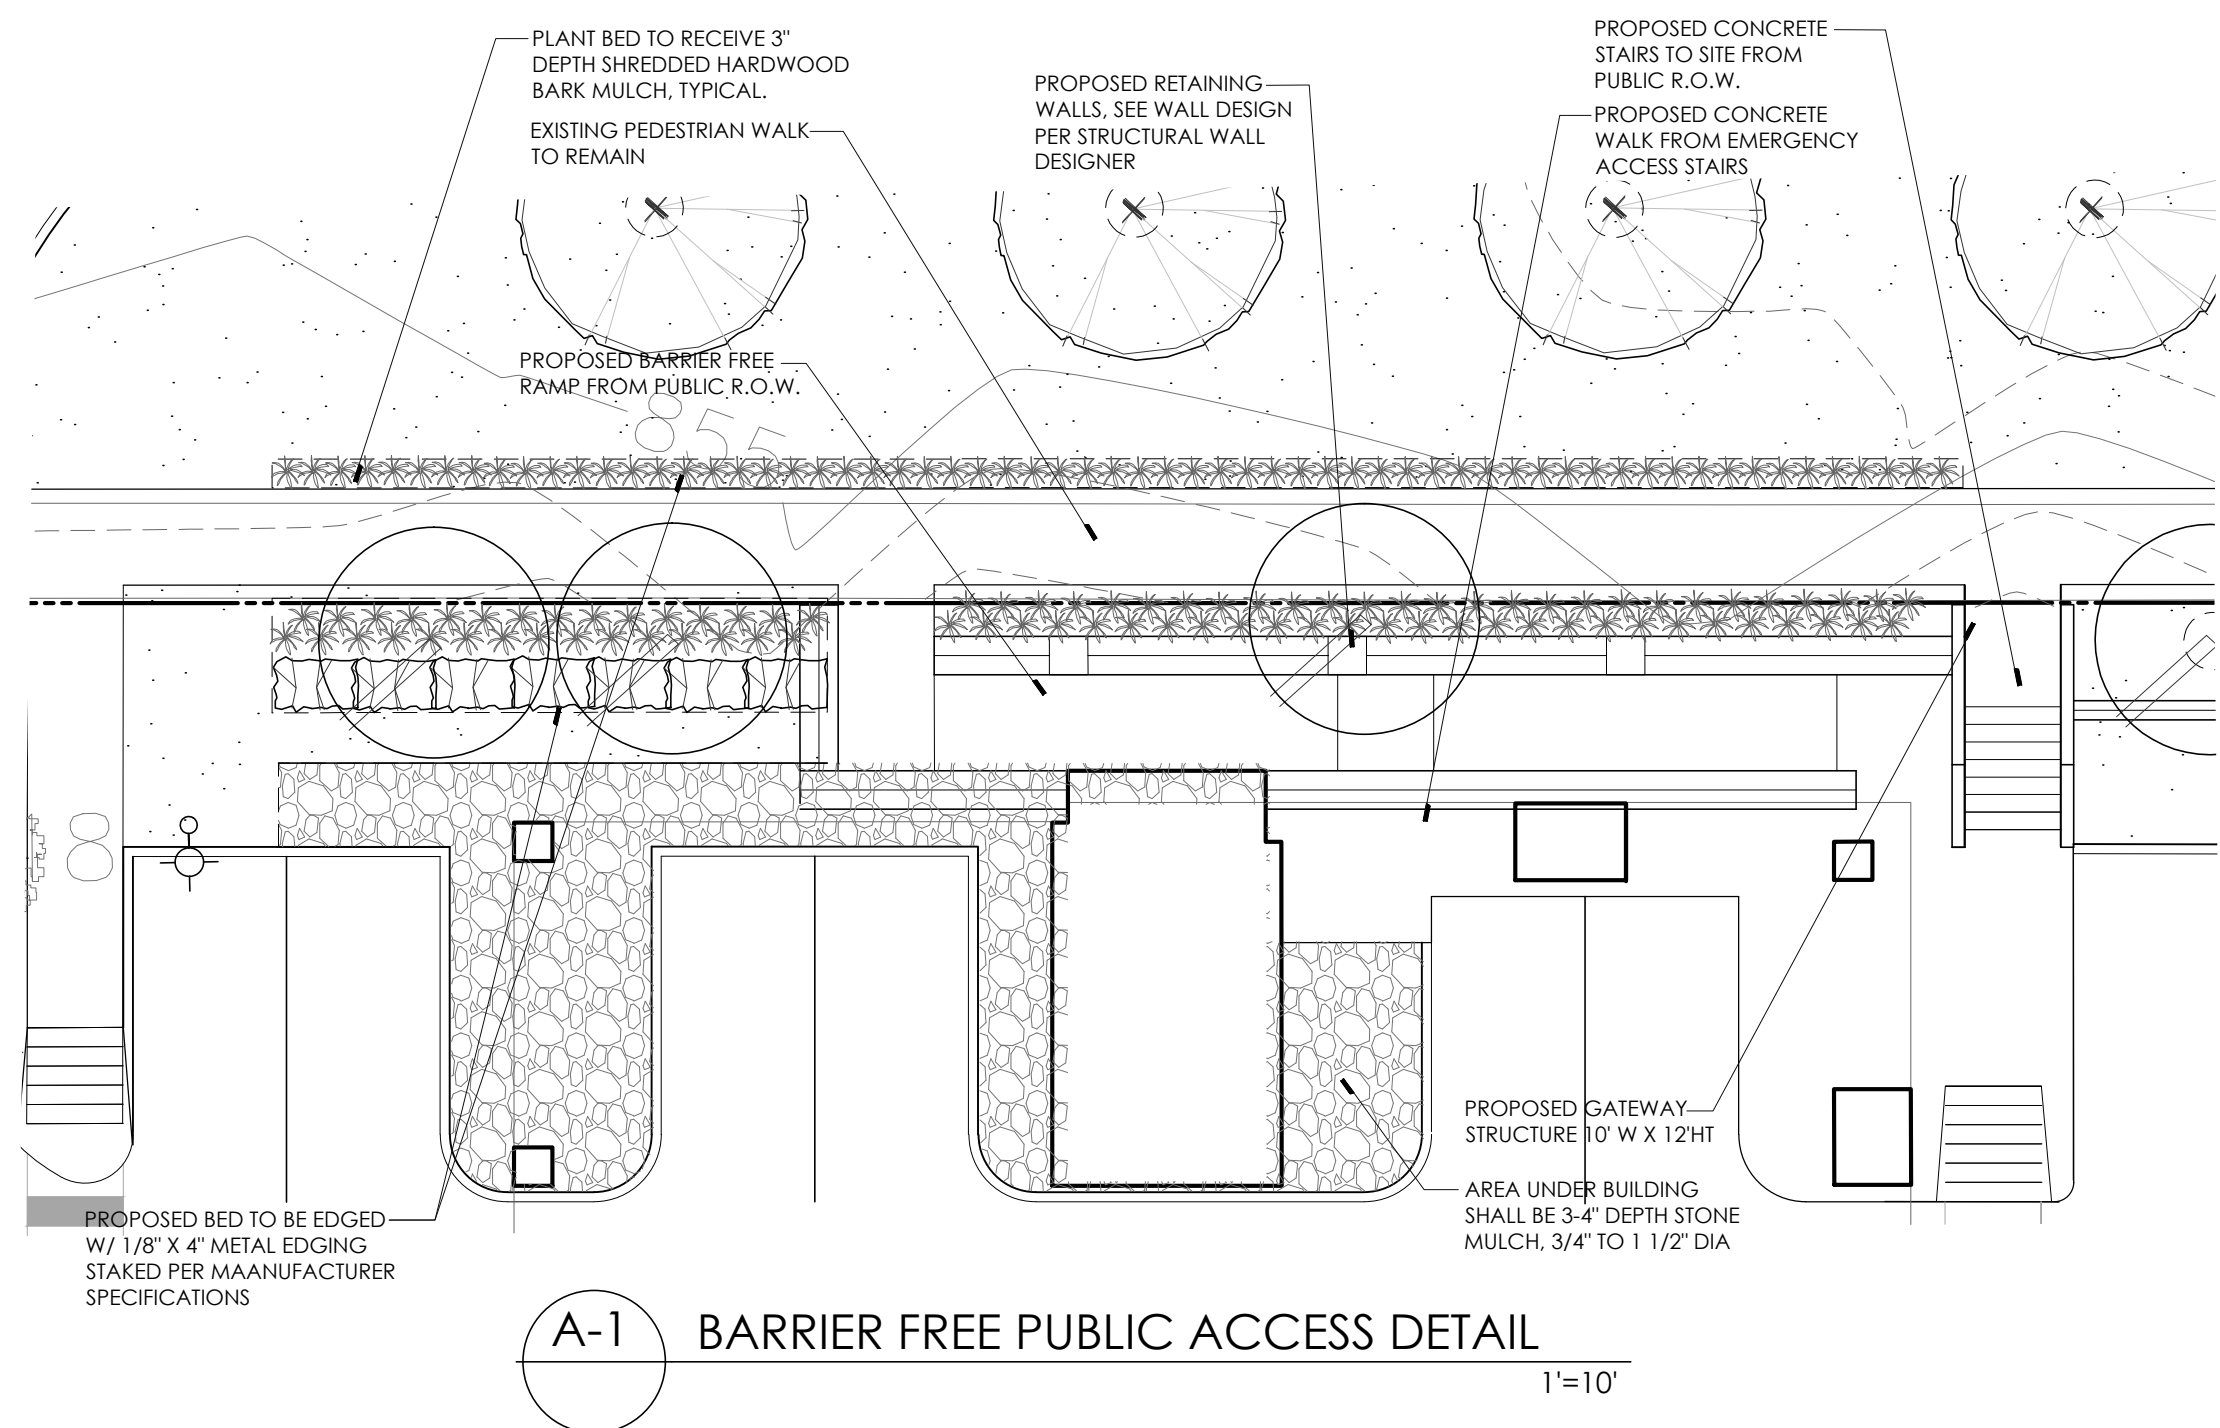 PLANT BED TO RECEIVE 3"
DEPTH SHREDDED HARDWOOD
BARK MULCH, TYPICAL.
EXISTING PEDESTRIAN WALK
TO REMAIN
PROPOSED RETAINING
WALLS, SEE WALL DESIGN
PER STRUCTURAL WALL
DESIGNER
PROPOSED CONCRETE
STAIRS TO SITE FROM
PUBLIC R.O.W.
PROPOSED CONCRETE
WALK FROM EMERGENCY
ACCESS STAIRS
PROPOSED BARRIER FREE
RAMP FROM PUBLIC R.O.W.
855
8
PROPOSED GATEWAY
STRUCTURE 10' W X 12'HT
AREA UNDER BUILDING
SHALL BE 3-4" DEPTH STONE
MULCH, 3/4" TO 1 1/2" DIA
PROPOSED BED TO BE EDGED
W/ 1/8" X 4" METAL EDGING
STAKED PER MAANUFACTURER
SPECIFICATIONS
A-1
BARRIER FREE PUBLIC ACCESS DETAIL
1'=10'